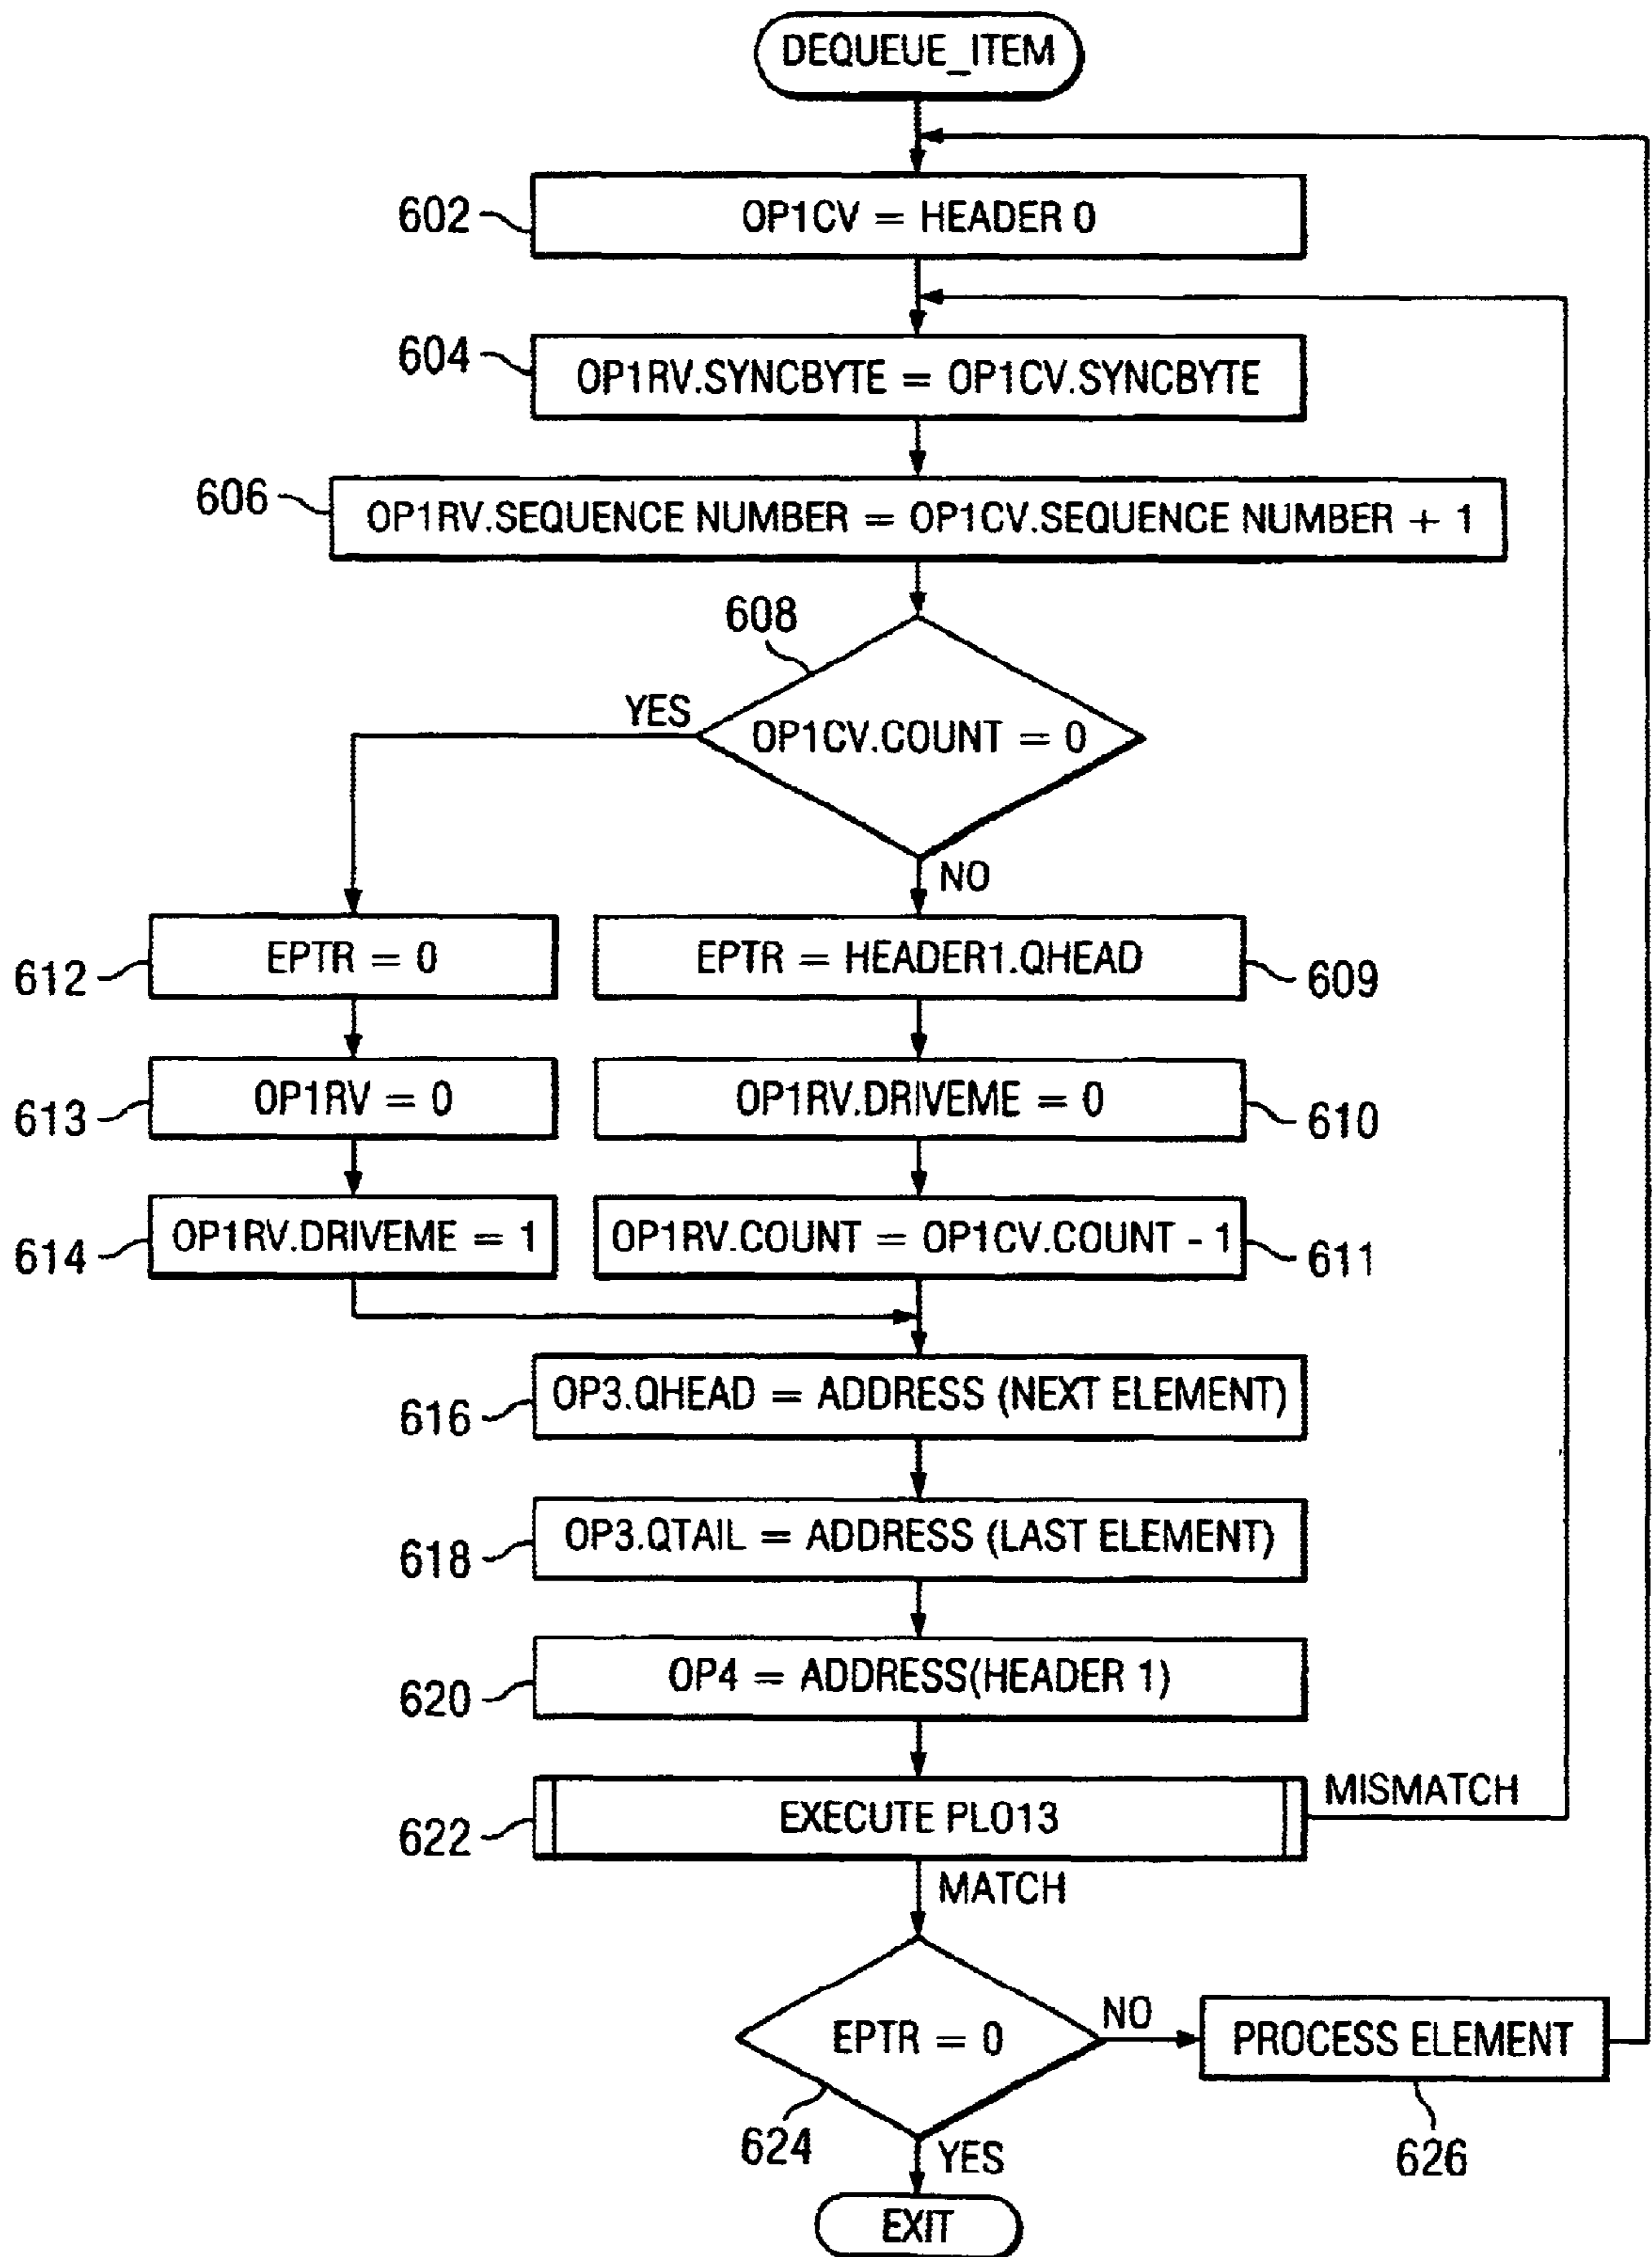 DEQUEUE_ITEM
602
OP1CV = HEADER 0
604
OP1RV.SYNCBYTE = OP1CV.SYNCBYTE
606
OP1RV.SEQUENCE NUMBER = OP1CV.SEQUENCE NUMBER + 1
608
YES
OP1CV.COUNT = 0
NO
612
EPTR = 0
EPTR = HEADER1.QHEAD
609
613
OP1RV = 0
OP1RV.DRIVEME = 0
610
614
OP1RV.DRIVEME = 1
OP1RV.COUNT = OP1CV.COUNT - 1
611
616
OP3.QHEAD = ADDRESS (NEXT ELEMENT)
618
OP3.QTAIL = ADDRESS (LAST ELEMENT)
620
OP4 = ADDRESS(HEADER 1)
622
EXECUTE PLO13
MISMATCH
MATCH
EPTR = 0
NO
PROCESS ELEMENT
624
YES
626
EXIT